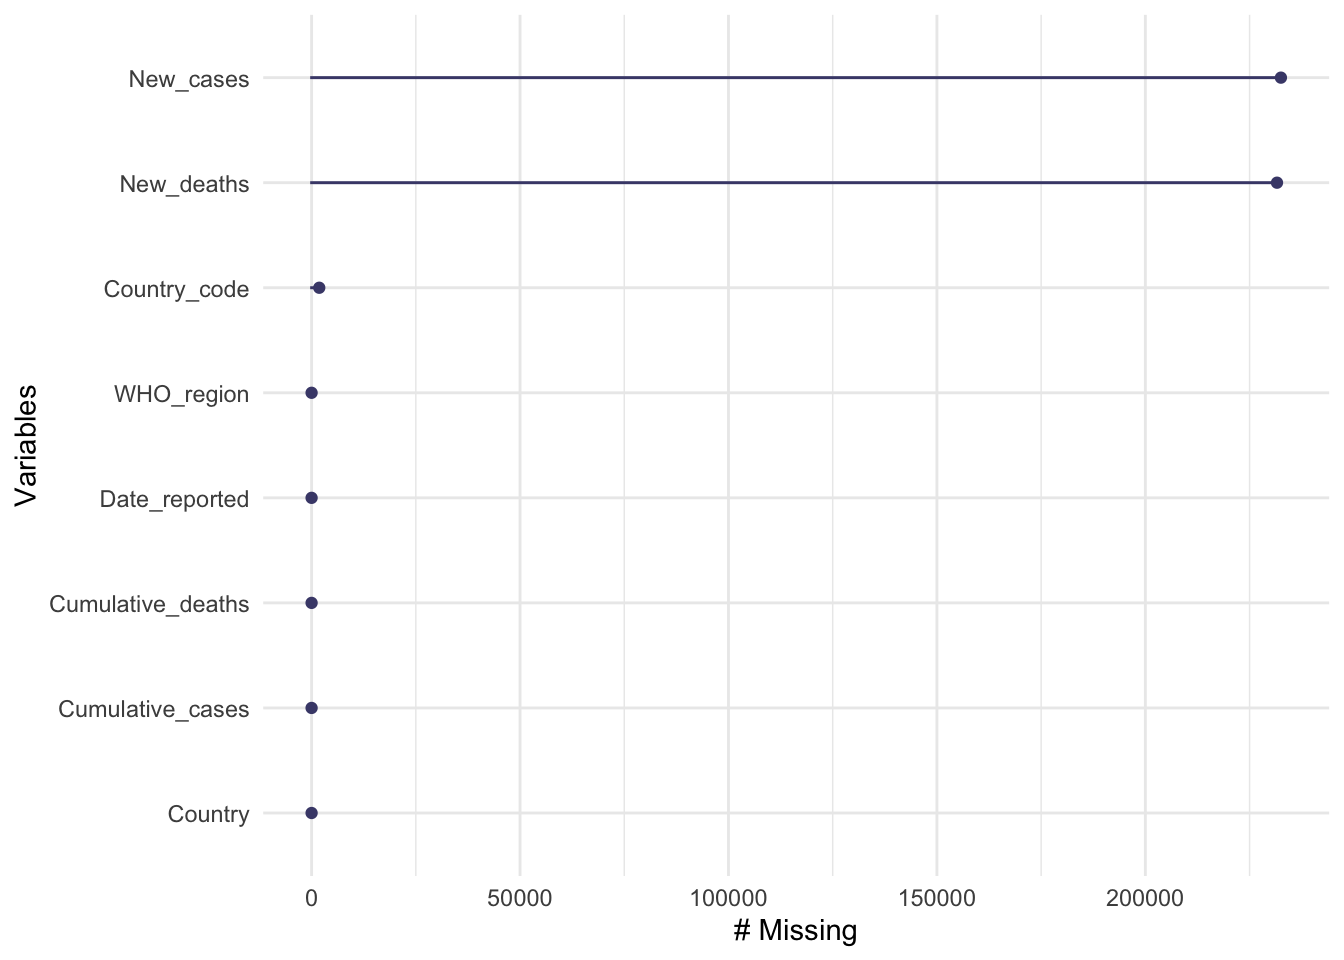 New_cases
New_deaths
Country_code
WHO_region
Date_reported
Cumulative_deaths
Cumulative_cases
Country
Variables
0 50000 100000 150000 200000
# Missing